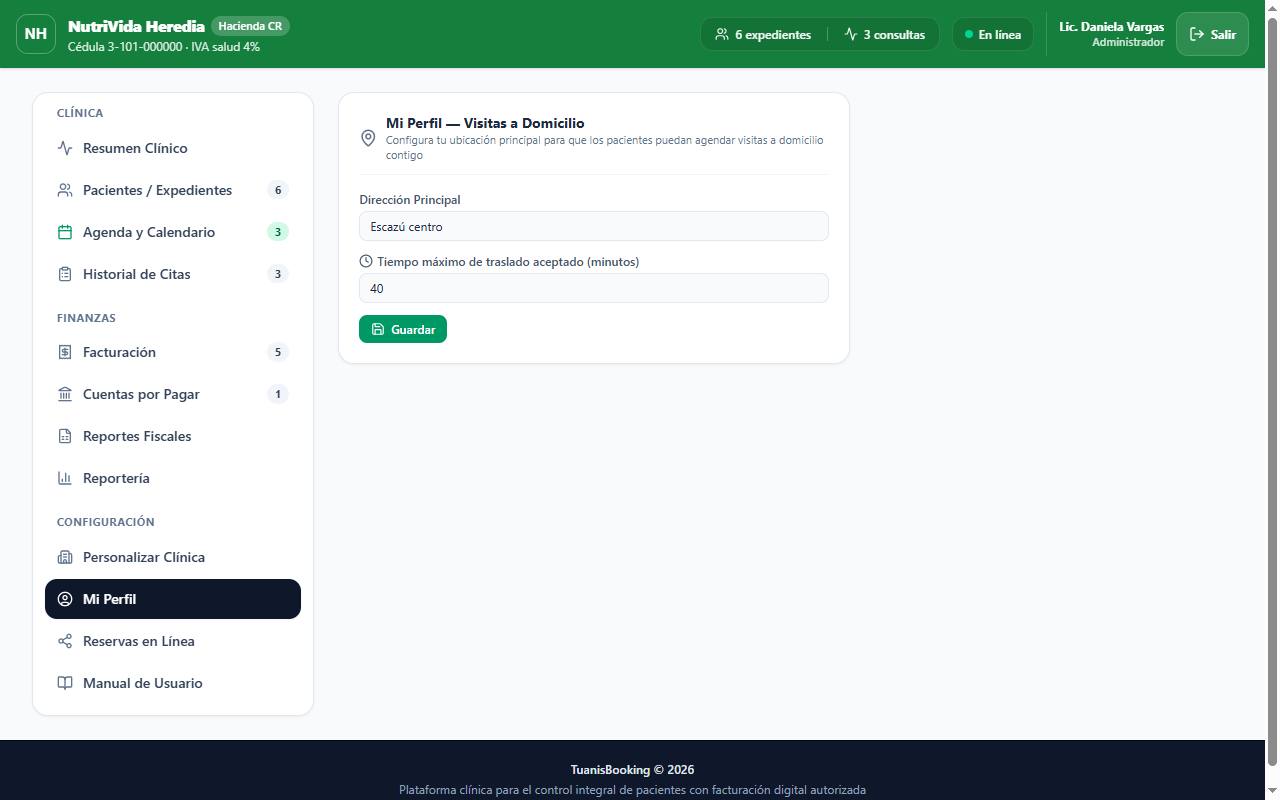 NH
NutriVida Heredia
Hacienda CR
Cédula 3-101-000000 · IVA salud 4%
6 expedientes
3 consultas
En línea
Lic. Daniela Vargas
Administrador
Salir
CLÍNICA
Resumen Clínico
Pacientes / Expedientes 6
Agenda y Calendario 3
Historial de Citas 3
FINANZAS
Facturación 5
Cuentas por Pagar 1
Reportes Fiscales
Reportería
CONFIGURACIÓN
Personalizar Clínica
Mi Perfil
Reservas en Línea
Manual de Usuario
Mi Perfil — Visitas a Domicilio
Configura tu ubicación principal para que los pacientes puedan agendar visitas a domicilio
contigo
Dirección Principal
Escazú centro
Tiempo máximo de traslado aceptado (minutos)
40
Guardar
TuanisBooking © 2026
Plataforma clínica para el control integral de pacientes con facturación digital autorizada